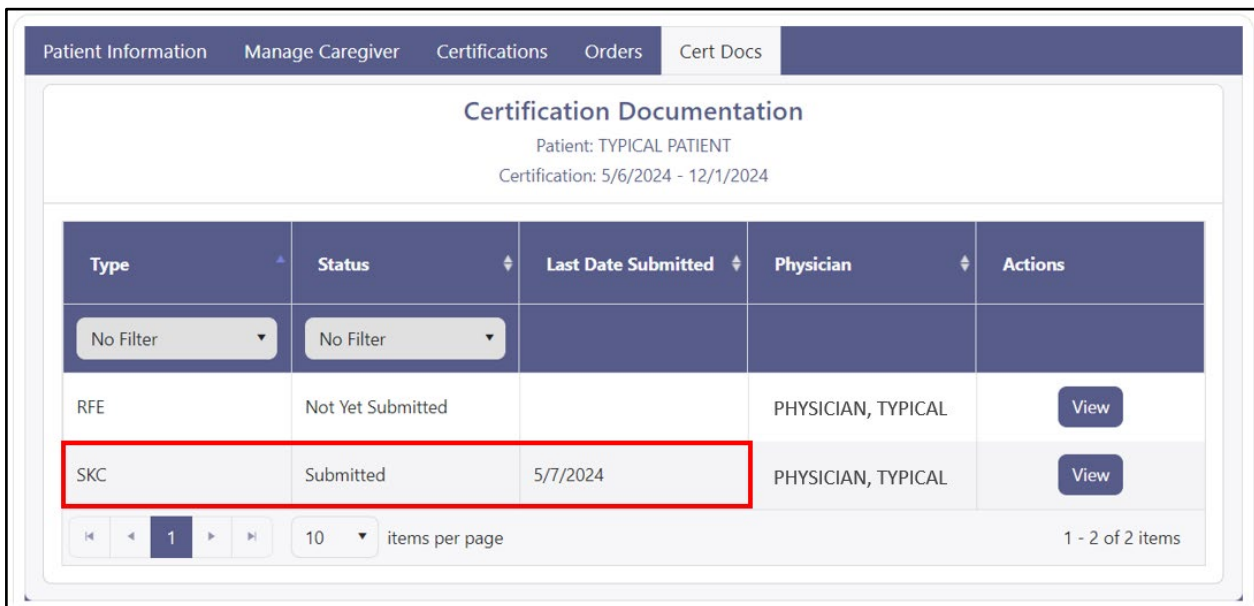 Patient Information Manage Caregiver Certifications Orders Cert Docs
Certification Documentation
Patient: TYPICAL PATIENT
Certification: 5/6/2024 - 12/1/2024
Type Status Last Date Submitted Physician Actions
No Filter No Filter
RFE Not Yet Submitted PHYSICIAN, TYPICAL View
SKC Submitted 5/7/2024 PHYSICIAN, TYPICAL View
1 10 items per page 1 - 2 of 2 items